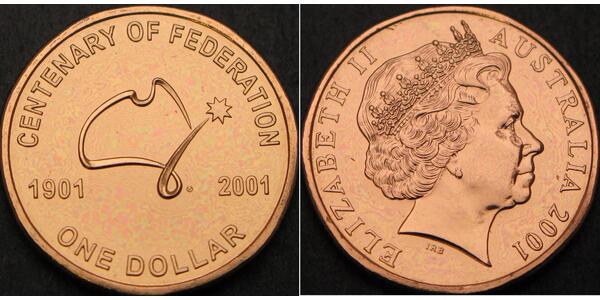 CENTENARY OF FEDERATION
1901 2001
ONE DOLLAR
ELIZABETH II AUSTRALIA 2001
IRB